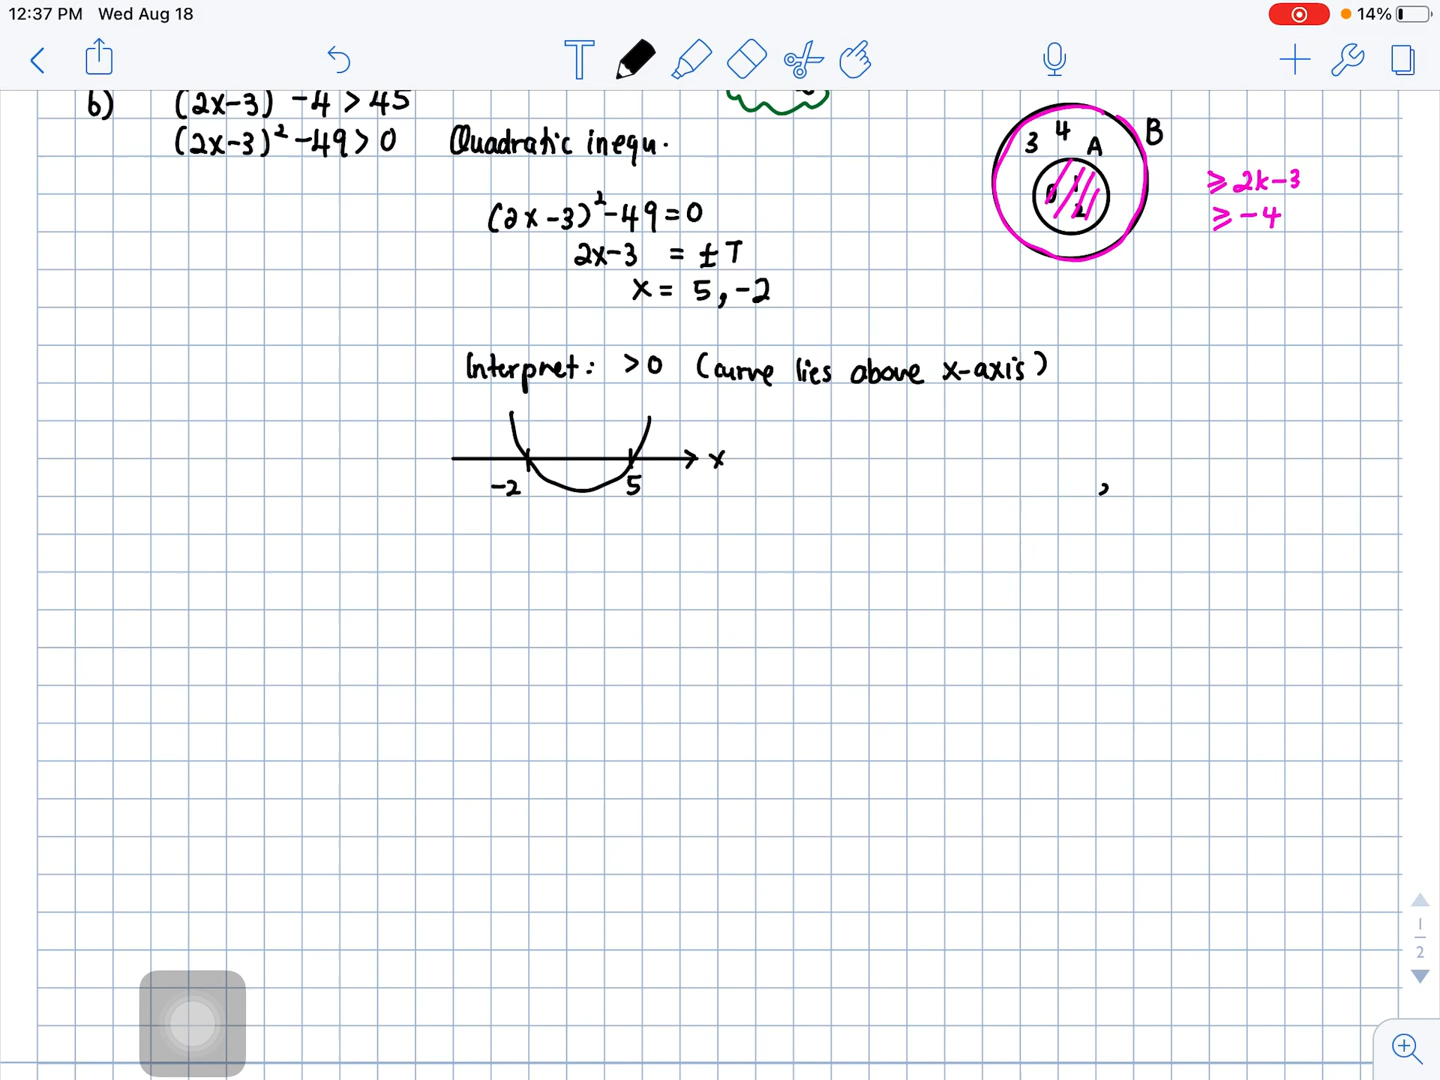 12:37 PM Wed Aug 18
14%
T
b) (2x-3) -4 > 45
(2x-3)² -49 > 0 Quadratic inequ.
(2x-3)²-49=0
2x-3 = ±7
x = 5, -2
Interpret: >0 (curve lies above x-axis)
-2 5 x
,
3 4 A B
0 1
2
≥ 2k-3
≥ -4
1
2